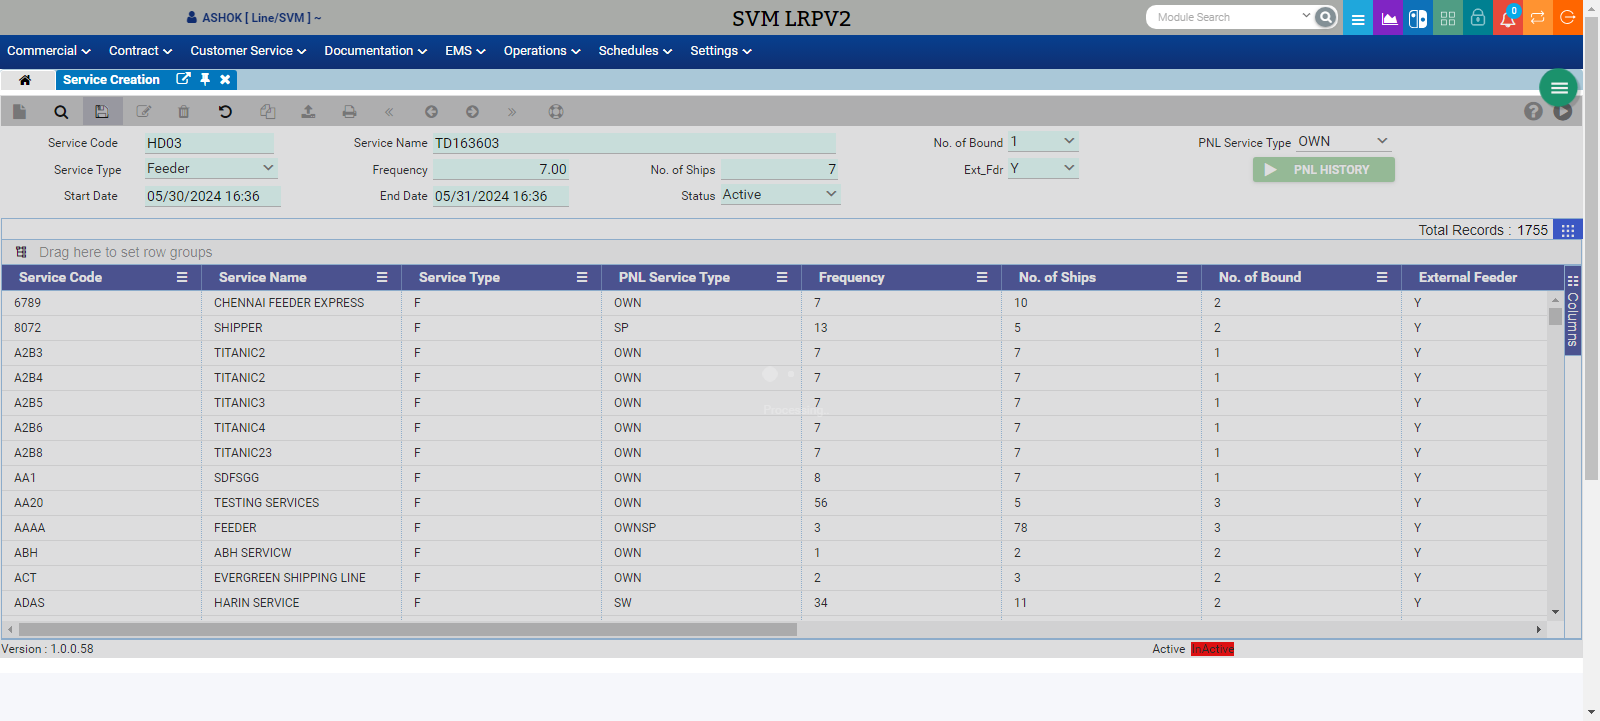 ASHOK [ Line/SVM ] ~ SVM LRPV2 Module Search 0
Commercial Contract Customer Service Documentation EMS Operations Schedules Settings
Service Creation
Service Code HD03 Service Name TD163603 No. of Bound 1 PNL Service Type OWN
Service Type Feeder Frequency 7.00 No. of Ships 7 Ext_Fdr Y PNL HISTORY
Start Date 05/30/2024 16:36 End Date 05/31/2024 16:36 Status Active
Total Records : 1755
Drag here to set row groups
Service Code Service Name Service Type PNL Service Type Frequency No. of Ships No. of Bound External Feeder
Columns
6789 CHENNAI FEEDER EXPRESS F OWN 7 10 2 Y
8072 SHIPPER F SP 13 5 2 Y
A2B3 TITANIC2 F OWN 7 7 1 Y
A2B4 TITANIC2 F OWN 7 7 1 Y
A2B5 TITANIC3 F OWN 7 7 1 Y
Processing
A2B6 TITANIC4 F OWN 7 7 1 Y
A2B8 TITANIC23 F OWN 7 7 1 Y
AA1 SDFSGG F OWN 8 7 1 Y
AA20 TESTING SERVICES F OWN 56 5 3 Y
AAAA FEEDER F OWNSP 3 78 3 Y
ABH ABH SERVICW F OWN 1 2 2 Y
ACT EVERGREEN SHIPPING LINE F OWN 2 3 2 Y
ADAS HARIN SERVICE F SW 34 11 2 Y
Version : 1.0.0.58 Active InActive